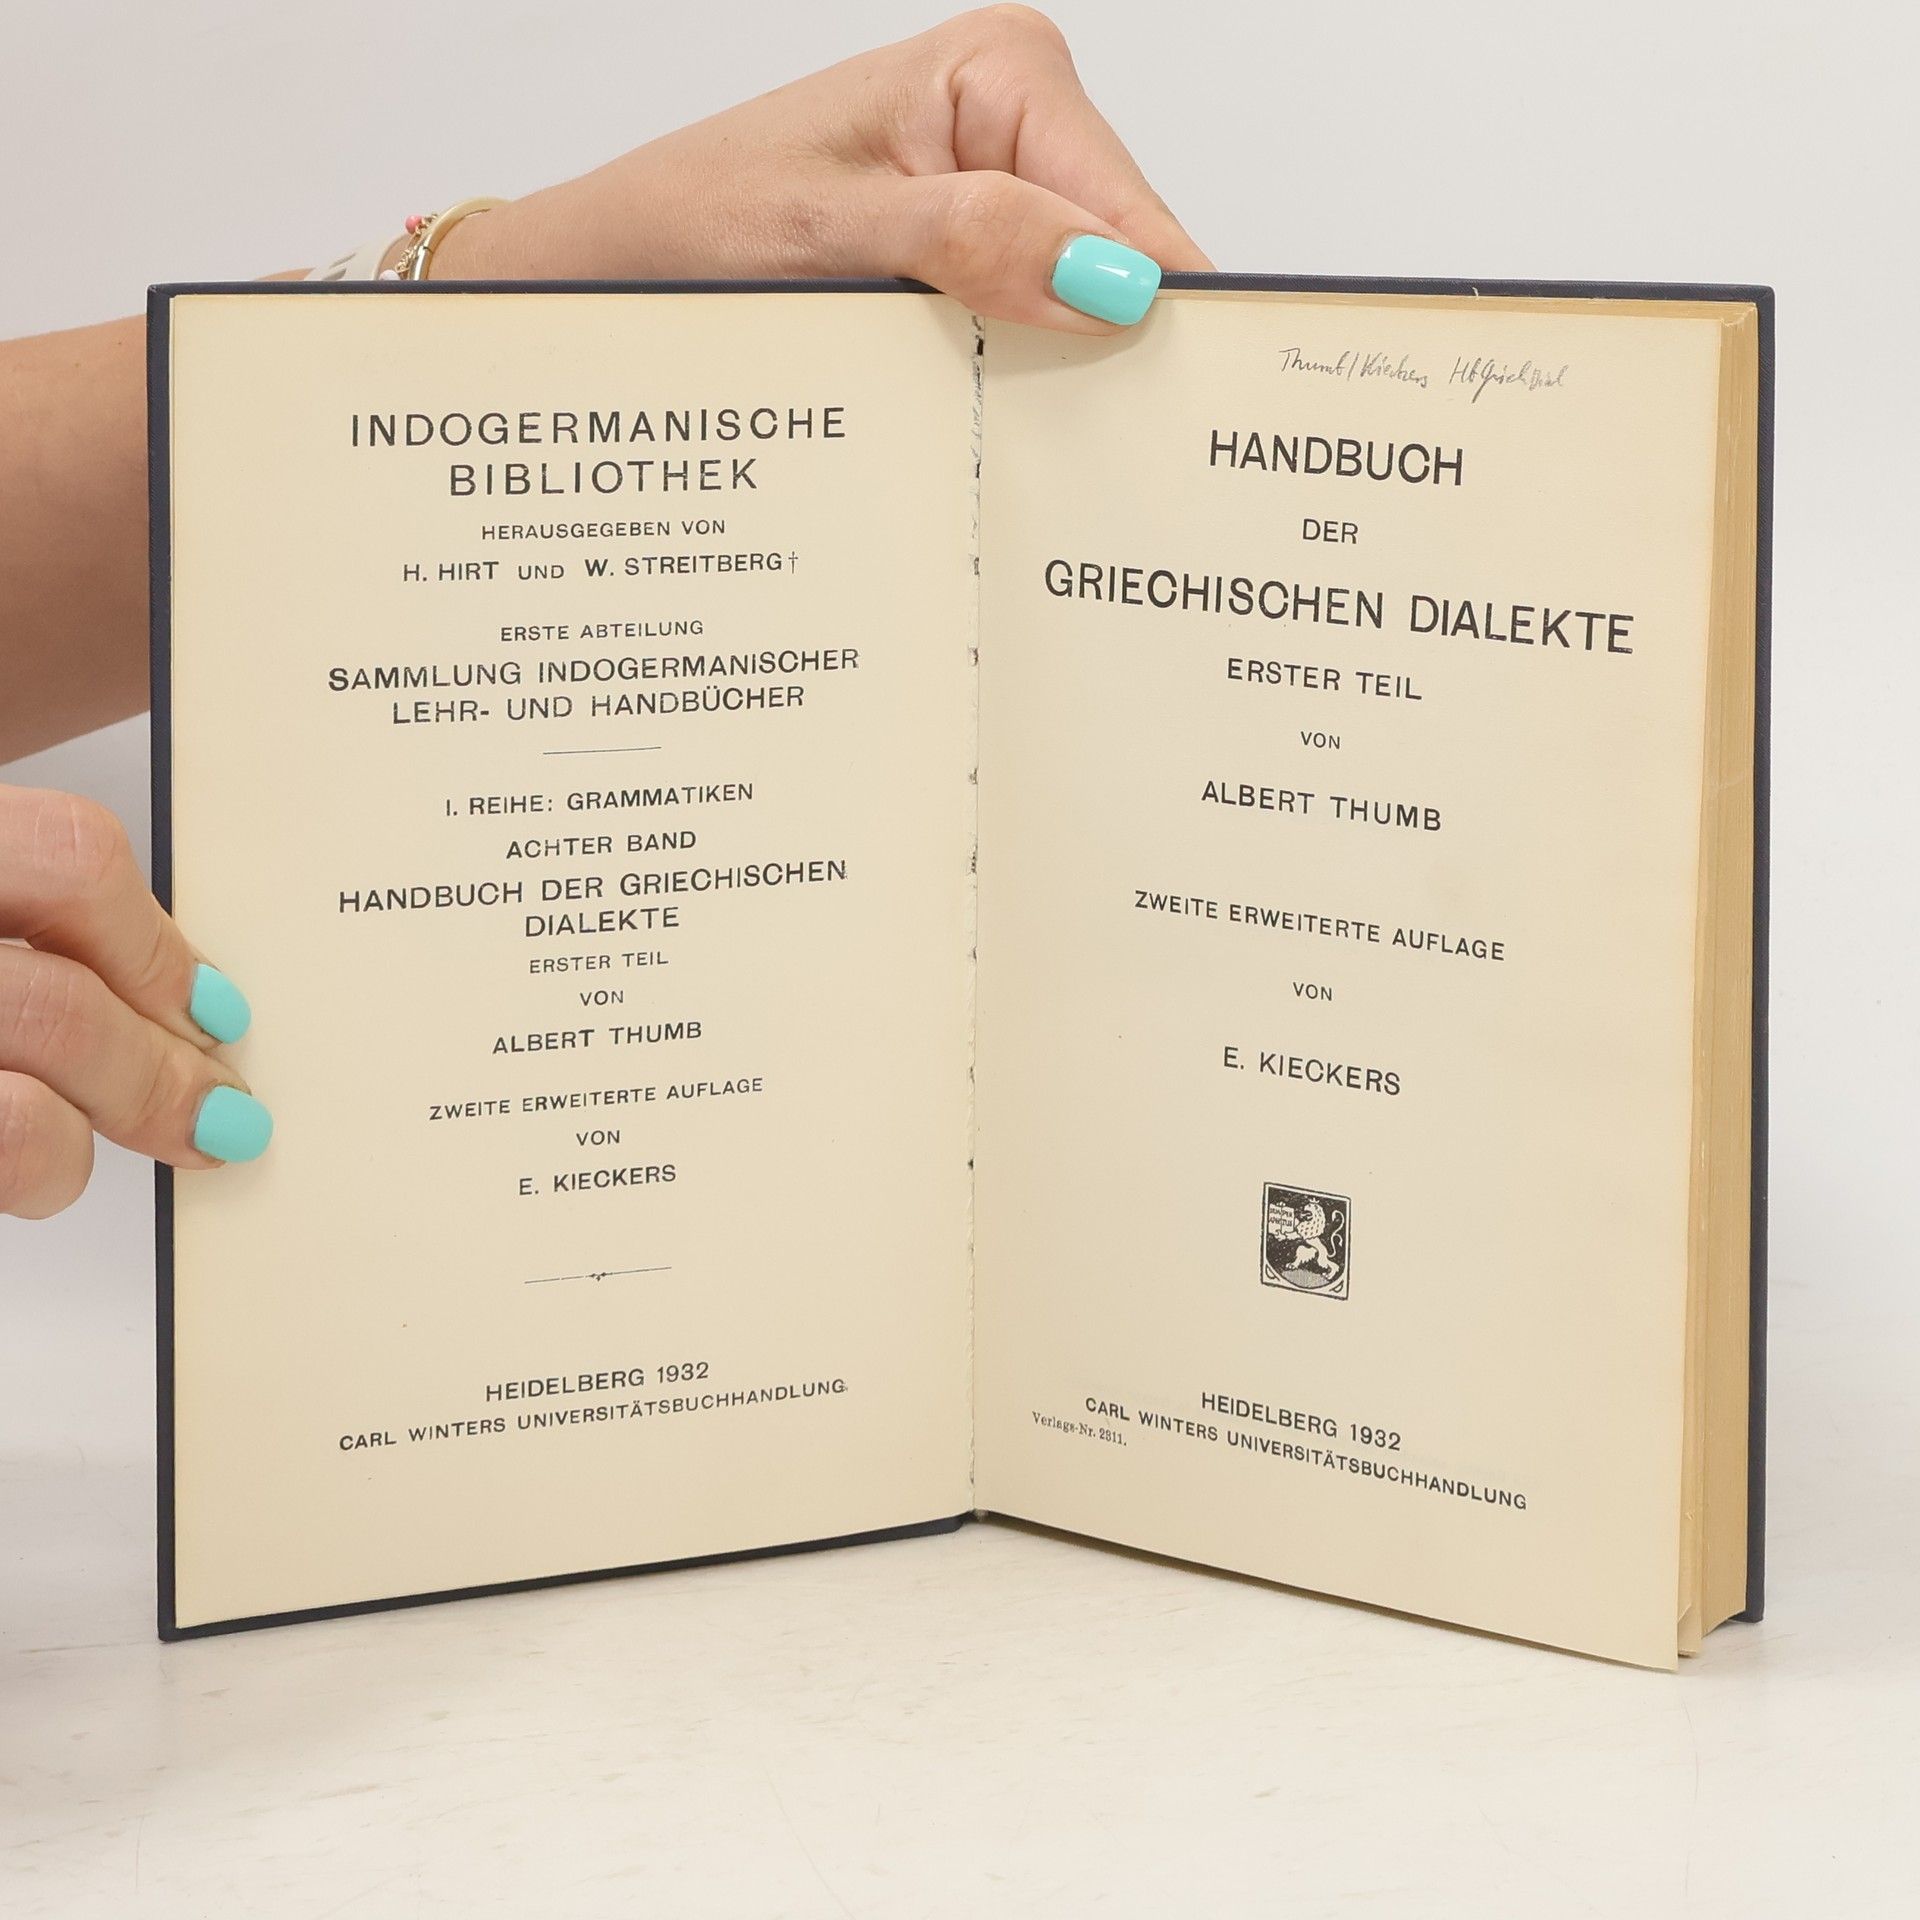 INDOGERMANISCHE
BIBLIOTHEK
HERAUSGEGEBEN VON
H. HIRT UND W. STREITBERG†
ERSTE ABTEILUNG
SAMMLUNG INDOGERMANISCHER
LEHR- UND HANDBÜCHER
I. REIHE: GRAMMATIKEN
ACHTER BAND
HANDBUCH DER GRIECHISCHEN
DIALEKTE
ERSTER TEIL
VON
ALBERT THUMB
ZWEITE ERWEITERTE AUFLAGE
VON
E. KIECKERS
HEIDELBERG 1932
CARL WINTERS UNIVERSITÄTSBUCHHANDLUNG
Thumb/Kieckers
HANDBUCH
DER
GRIECHISCHEN DIALEKTE
ERSTER TEIL
VON
ALBERT THUMB
ZWEITE ERWEITERTE AUFLAGE
VON
E. KIECKERS
SEMPER
APERTUS
HEIDELBERG 1932
CARL WINTERS UNIVERSITÄTSBUCHHANDLUNG
Verlags-Nr. 2311.